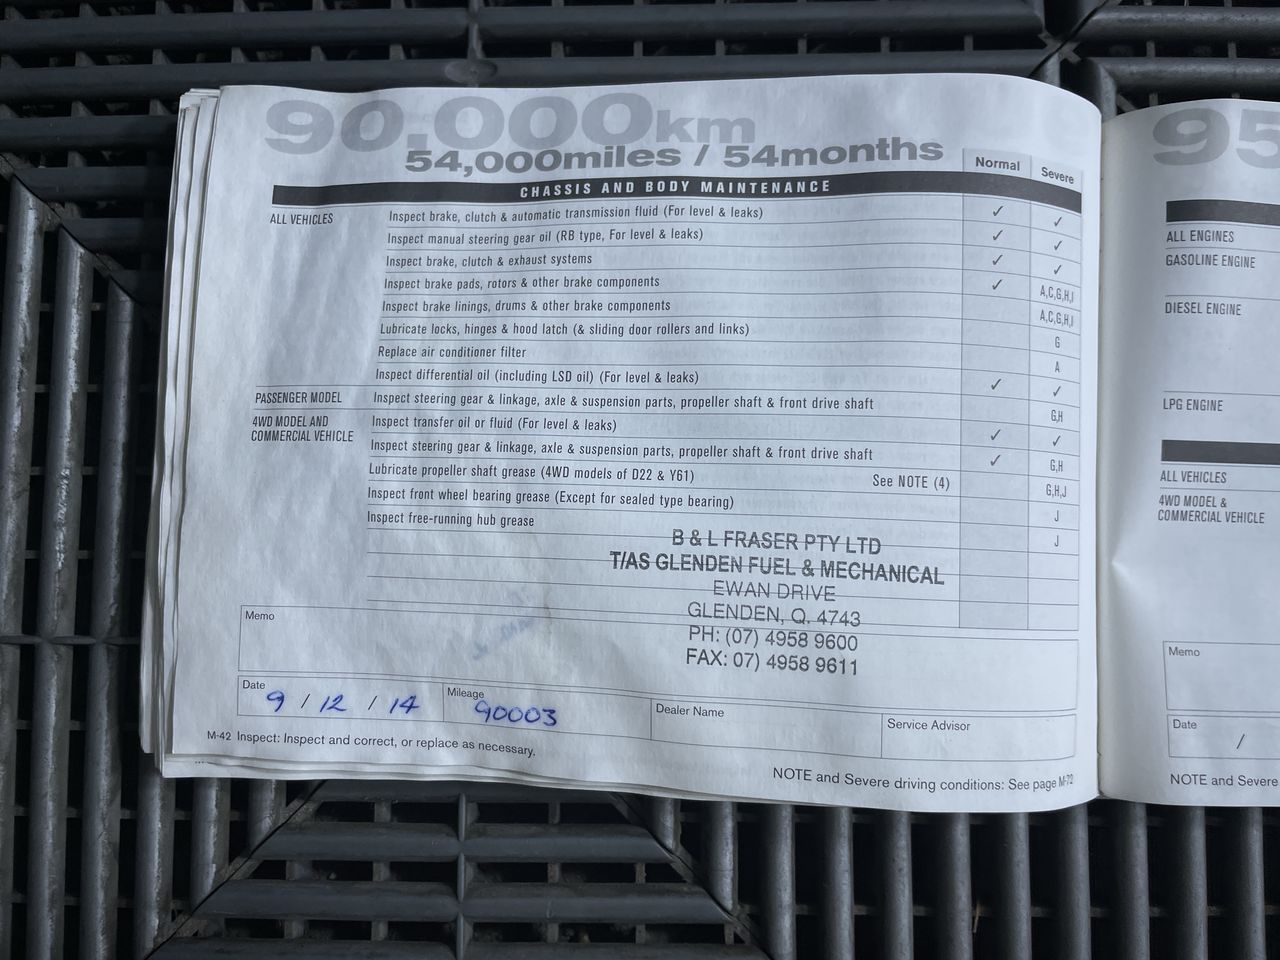 90,000km
54,000miles / 54months
Normal Severe
CHASSIS AND BODY MAINTENANCE
ALL VEHICLES Inspect brake, clutch & automatic transmission fluid (For level & leaks) ✓ ✓
Inspect manual steering gear oil (RB type, For level & leaks) ✓ ✓
Inspect brake, clutch & exhaust systems ✓ ✓
Inspect brake pads, rotors & other brake components ✓ A,C,G,H,I
Inspect brake linings, drums & other brake components A,C,G,H,I
Lubricate locks, hinges & hood latch (& sliding door rollers and links) G
Replace air conditioner filter A
Inspect differential oil (including LSD oil) (For level & leaks) ✓ ✓
PASSENGER MODEL Inspect steering gear & linkage, axle & suspension parts, propeller shaft & front drive shaft G,H
4WD MODEL AND
COMMERCIAL VEHICLE
Inspect transfer oil or fluid (For level & leaks) ✓ ✓
Inspect steering gear & linkage, axle & suspension parts, propeller shaft & front drive shaft ✓ G,H
Lubricate propeller shaft grease (4WD models of D22 & Y61) See NOTE (4) G,H,J
Inspect front wheel bearing grease (Except for sealed type bearing) J
Inspect free-running hub grease J
B & L FRASER PTY LTD
T/AS GLENDEN FUEL & MECHANICAL
EWAN DRIVE
GLENDEN, Q. 4743
PH: (07) 4958 9600
FAX: 07) 4958 9611
Memo
Date 9 / 12 / 14
Mileage 90003
Dealer Name
Service Advisor
M-42 Inspect: Inspect and correct, or replace as necessary.
NOTE and Severe driving conditions: See page M-72
95
ALL ENGINES
GASOLINE ENGINE
DIESEL ENGINE
LPG ENGINE
ALL VEHICLES
4WD MODEL &
COMMERCIAL VEHICLE
Memo
Date /
NOTE and Severe